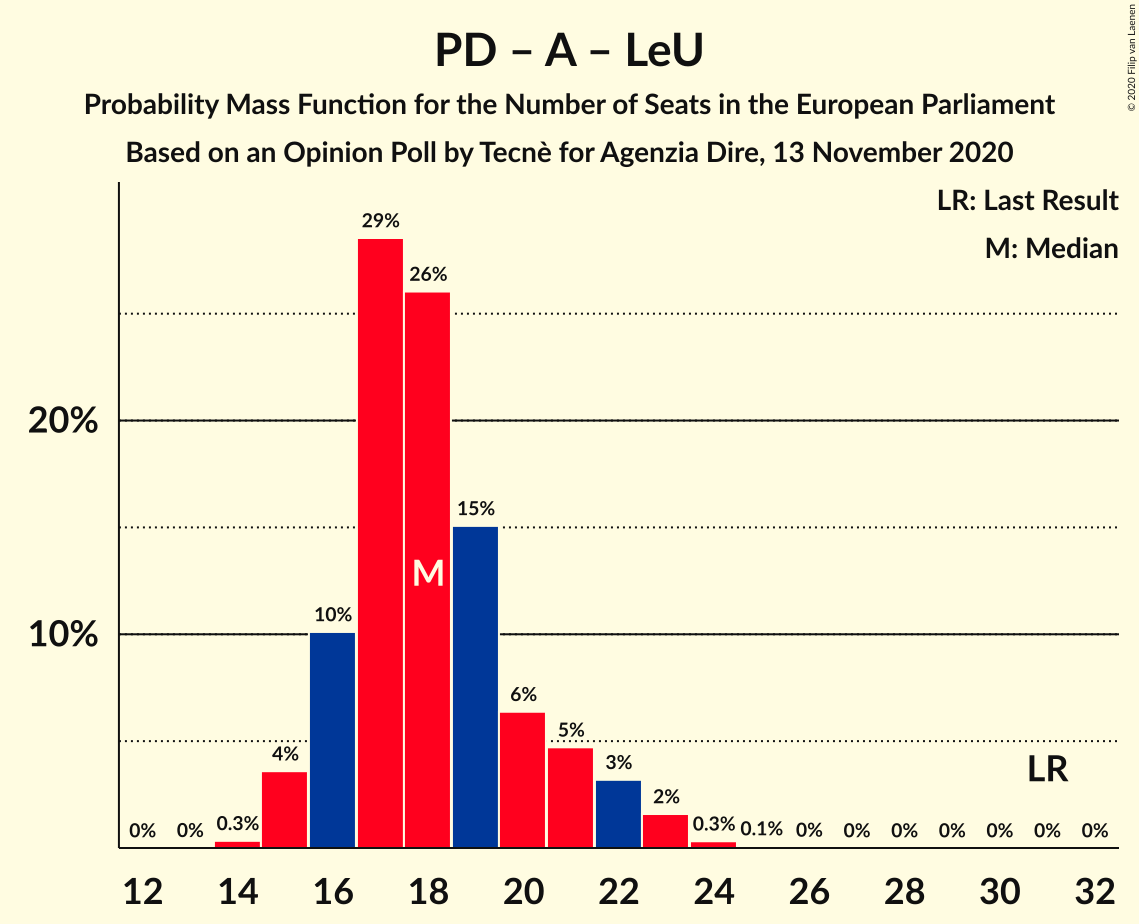 PD – A – LeU
Probability Mass Function for the Number of Seats in the European Parliament
Based on an Opinion Poll by Tecnè for Agenzia Dire, 13 November 2020
© 2020 Filip van Laenen
LR: Last Result
M: Median
20%
10%
0%
0%
0.3%
4%
10%
29%
26%
15%
6%
5%
3%
2%
0.3%
0.1%
0%
0%
0%
0%
0%
0%
0%
M
LR
12 14 16 18 20 22 24 26 28 30 32